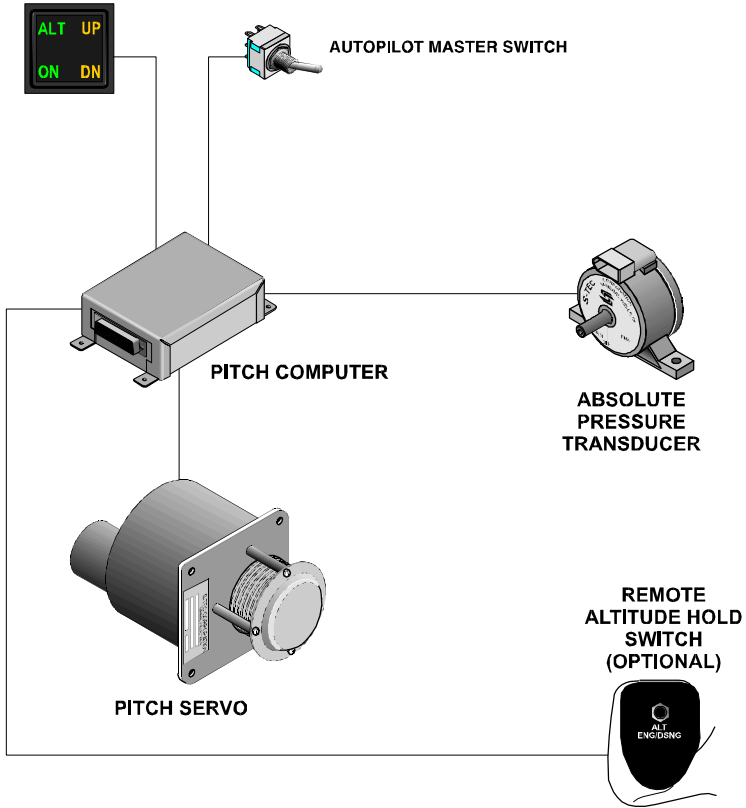 ALT UP
ON DN
AUTOPILOT MASTER SWITCH
PITCH COMPUTER
S-TEC
ABSOLUTE
PRESSURE
TRANSDUCER
PITCH SERVO
REMOTE
ALTITUDE HOLD
SWITCH
(OPTIONAL)
ALT
ENG/DSNG